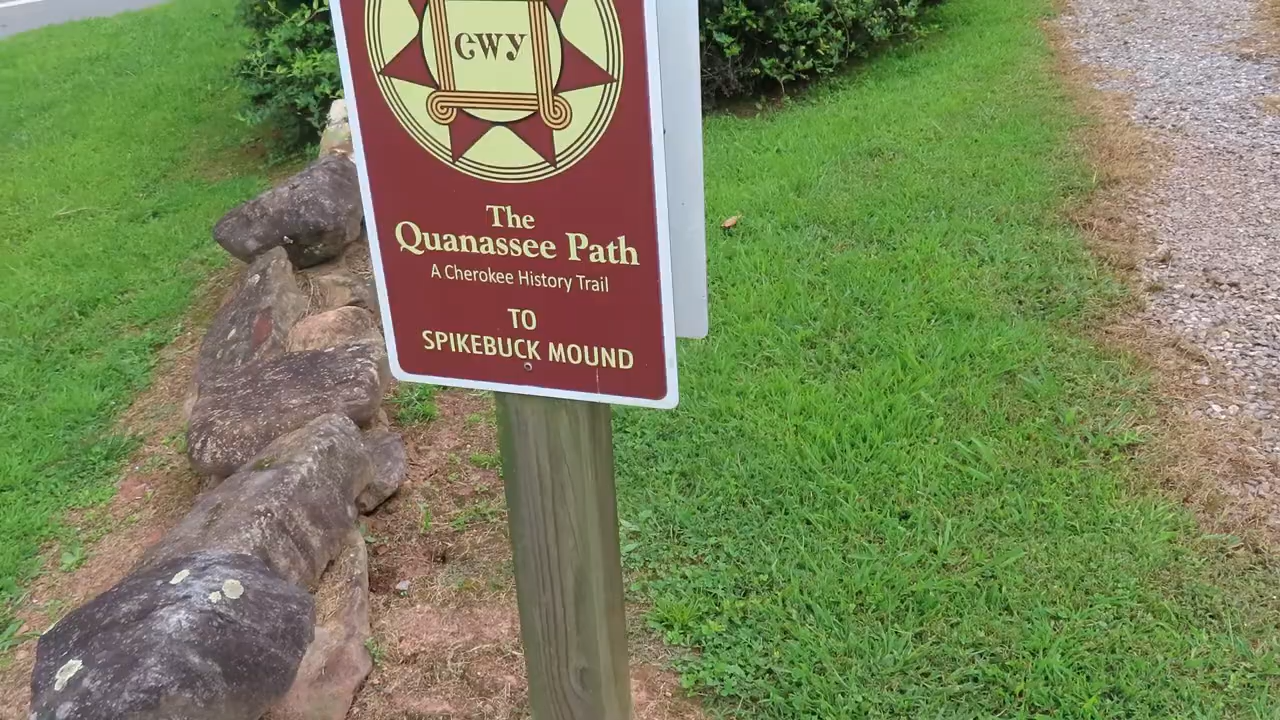 ᏣᎳᎩ
The
Quanassee Path
A Cherokee History Trail
TO
SPIKEBUCK MOUND